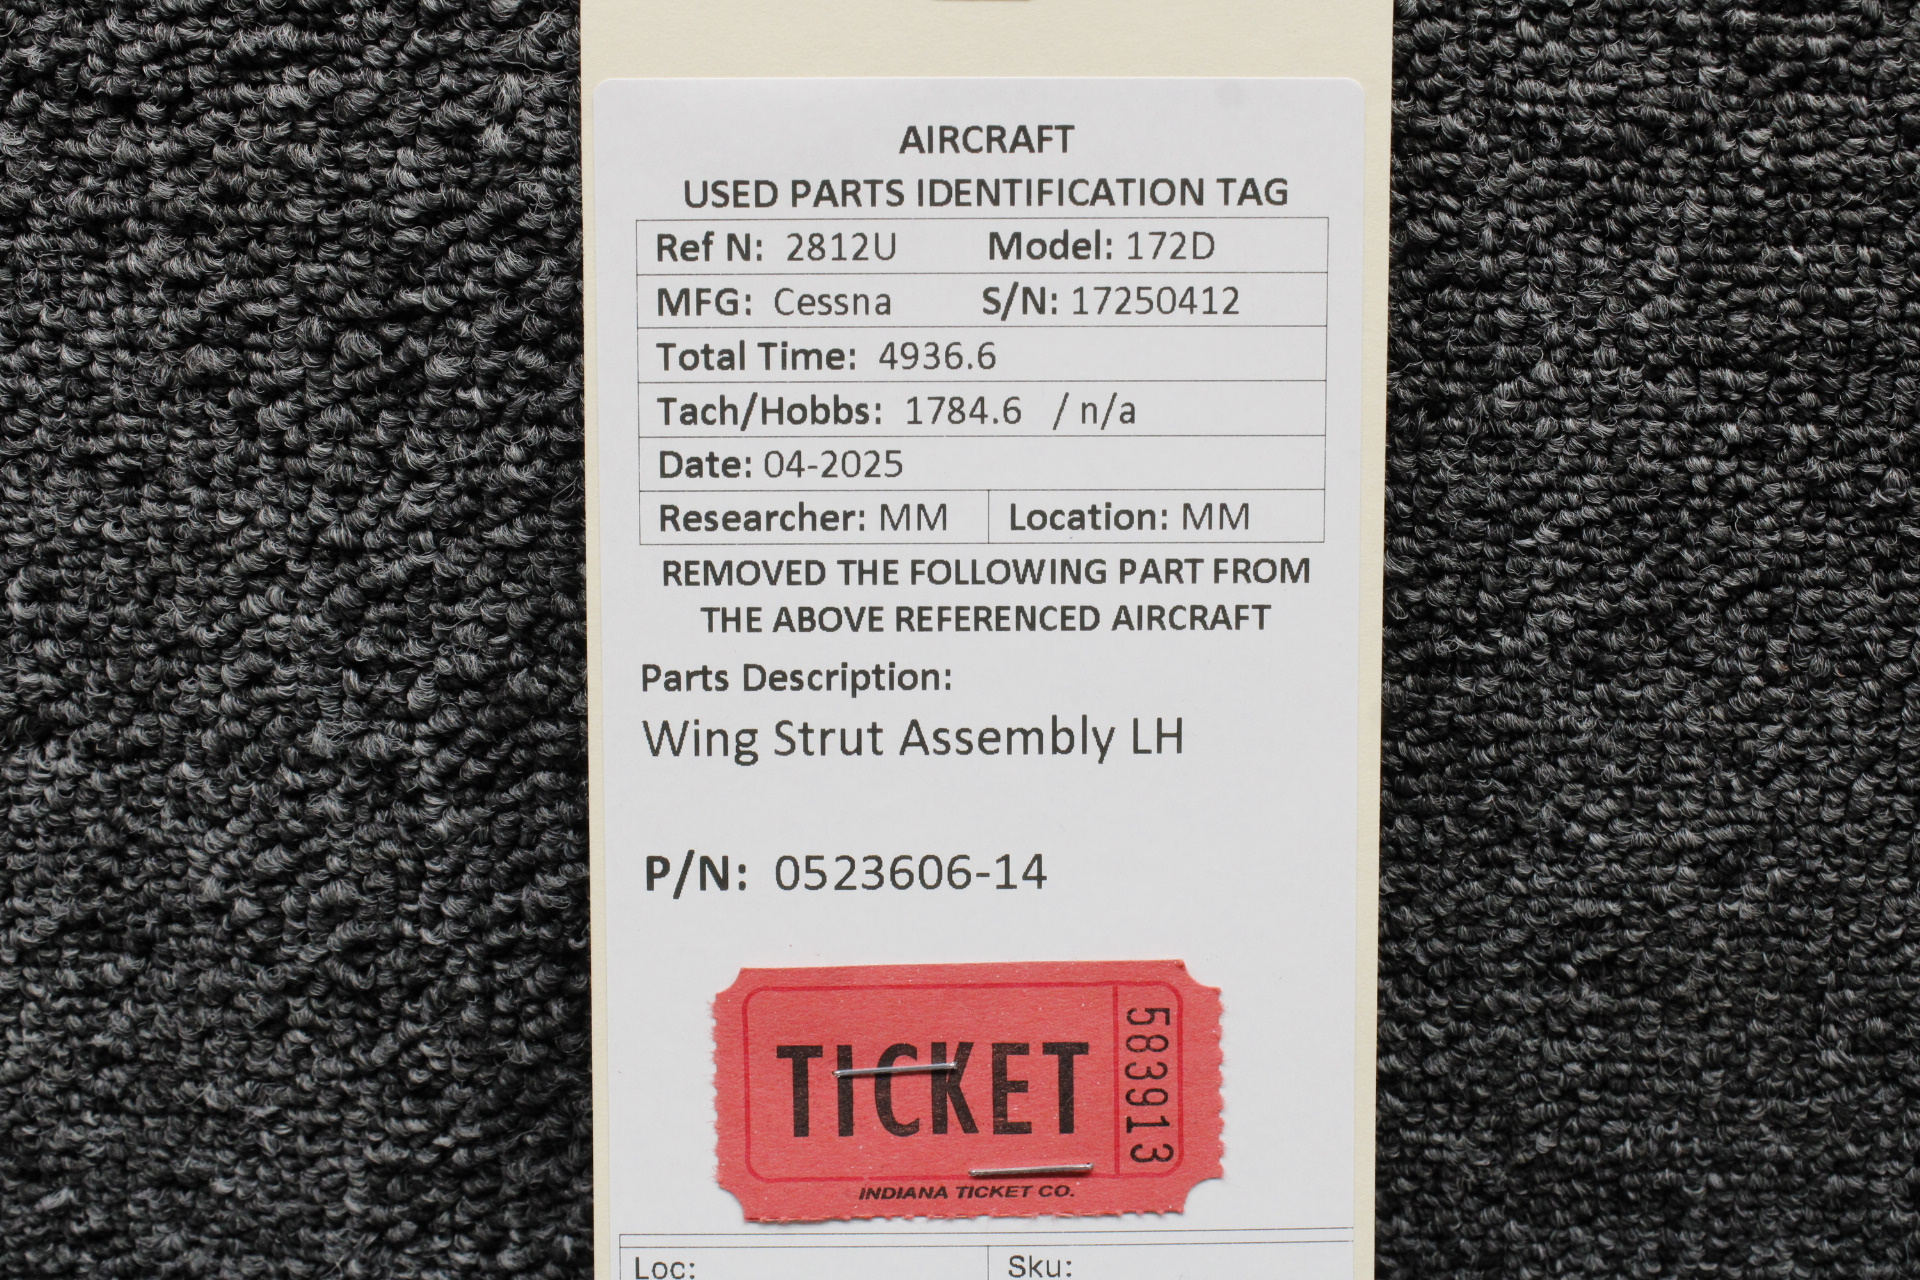 AIRCRAFT
USED PARTS IDENTIFICATION TAG
Ref N: 2812U Model: 172D
MFG: Cessna S/N: 17250412
Total Time: 4936.6
Tach/Hobbs: 1784.6 / n/a
Date: 04-2025
Researcher: MM Location: MM
REMOVED THE FOLLOWING PART FROM
THE ABOVE REFERENCED AIRCRAFT
Parts Description:
Wing Strut Assembly LH
P/N: 0523606-14
TICKET
583913
INDIANA TICKET CO.
Loc: Sku: